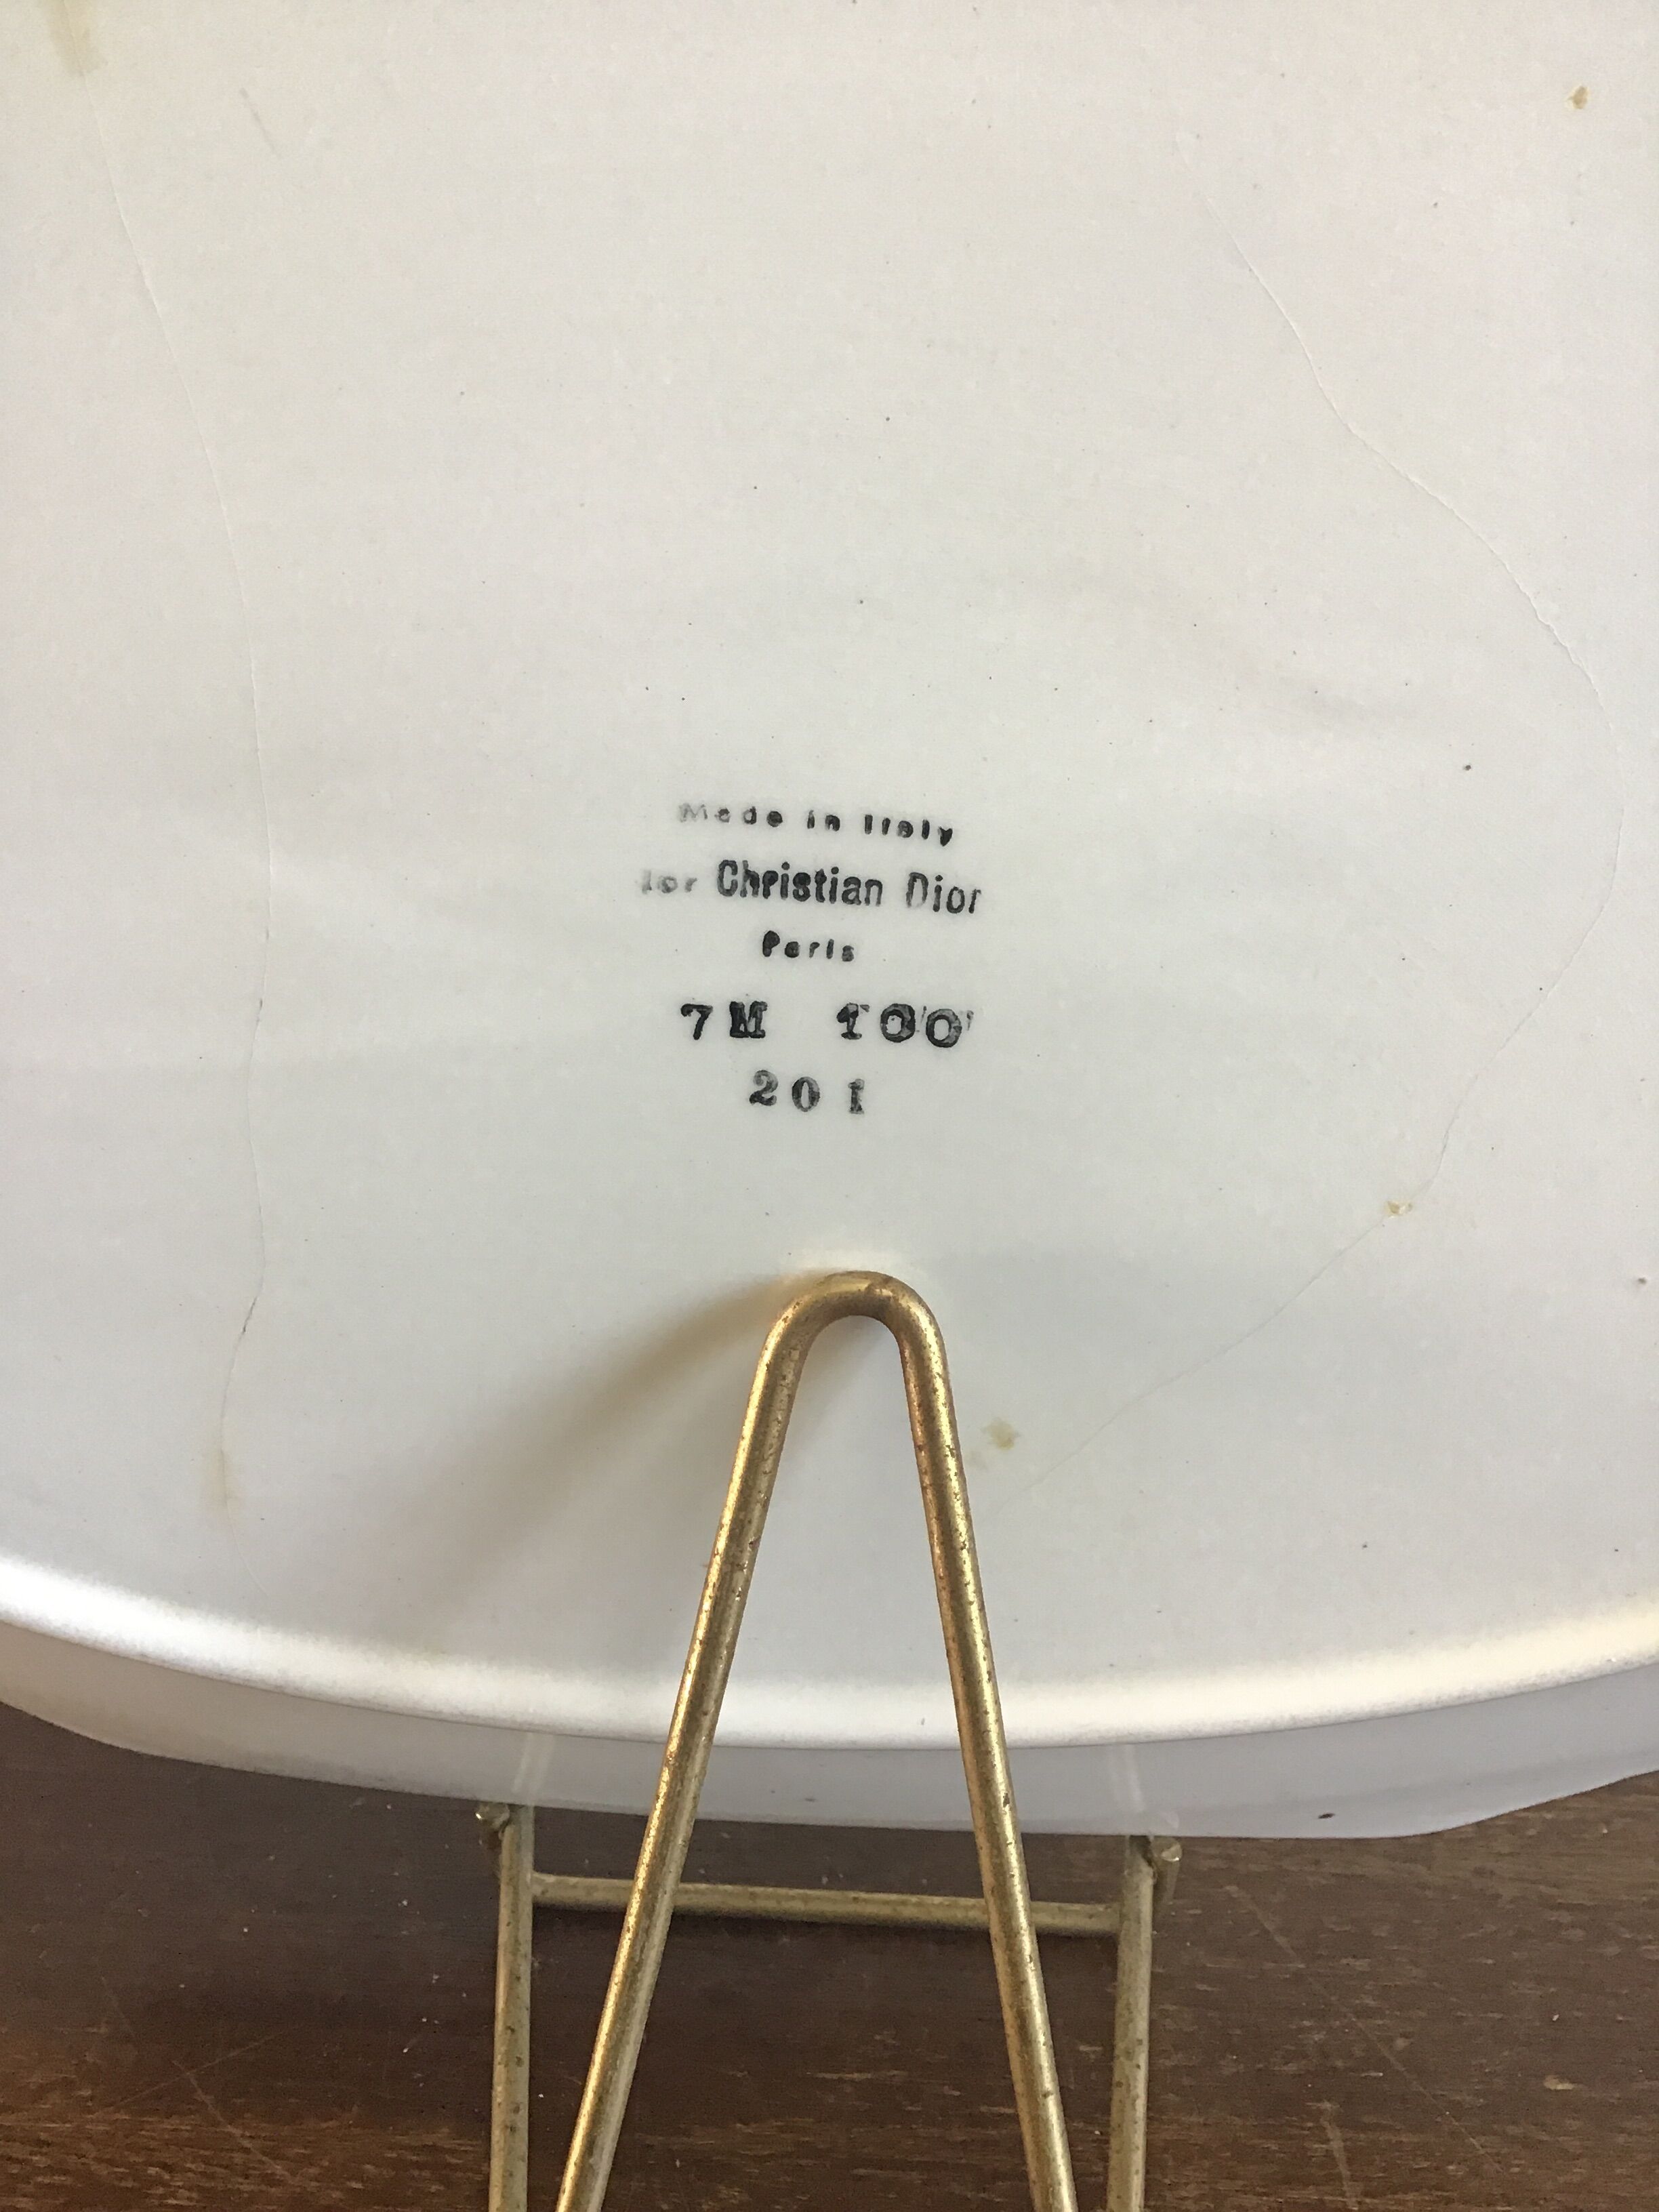 Made in Italy
for Christian Dior
Paris
7M 100
201